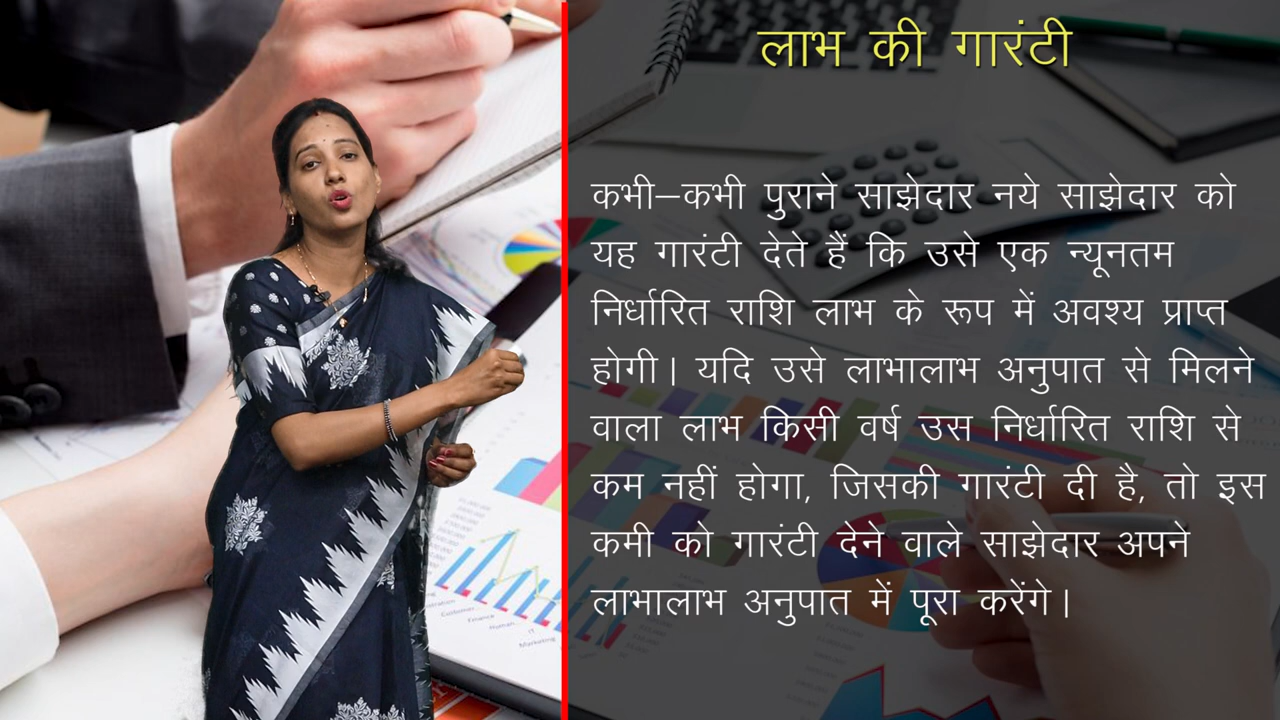 लाभ की गारंटी
कभी–कभी पुराने साझेदार नये साझेदार को
यह गारंटी देते हैं कि उसे एक न्यूनतम
निर्धारित राशि लाभ के रूप में अवश्य प्राप्त
होगी। यदि उसे लाभालाभ अनुपात से मिलने
वाला लाभ किसी वर्ष उस निर्धारित राशि से
कम नहीं होगा, जिसकी गारंटी दी है, तो इस
कमी को गारंटी देने वाले साझेदार अपने
लाभालाभ अनुपात में पूरा करेंगे।